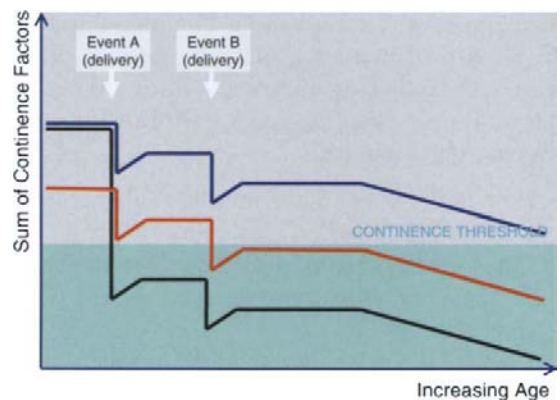 Event A
(delivery)
Event B
(delivery)
Sum of Continence Factors
CONTINENCE THRESHOLD
Increasing Age